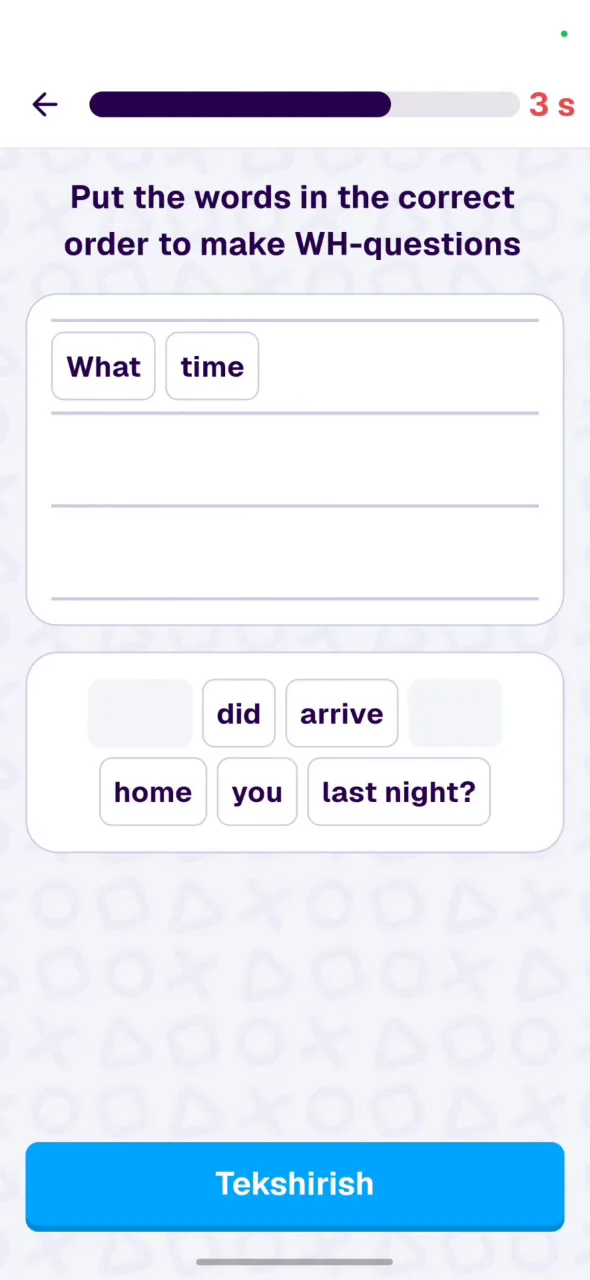 3 s
Put the words in the correct
order to make WH-questions
What time
did arrive
home you last night?
Tekshirish